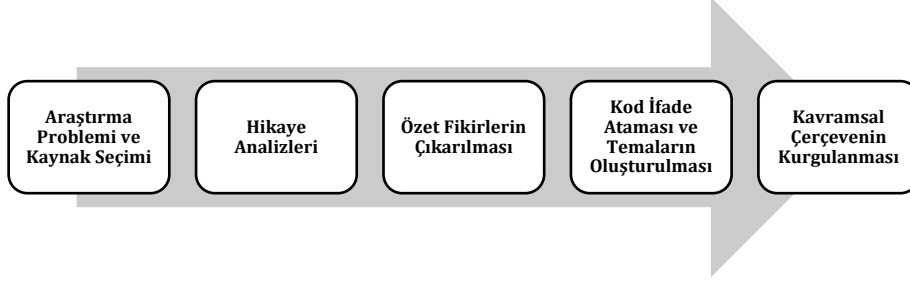 Araştırma
Problemi ve
Kaynak Seçimi
Hikaye
Analizleri
Özet Fikirlerin
Çıkarılması
Kod İfade
Ataması ve
Temaların
Oluşturulması
Kavramsal
Çerçevenin
Kurgulanması